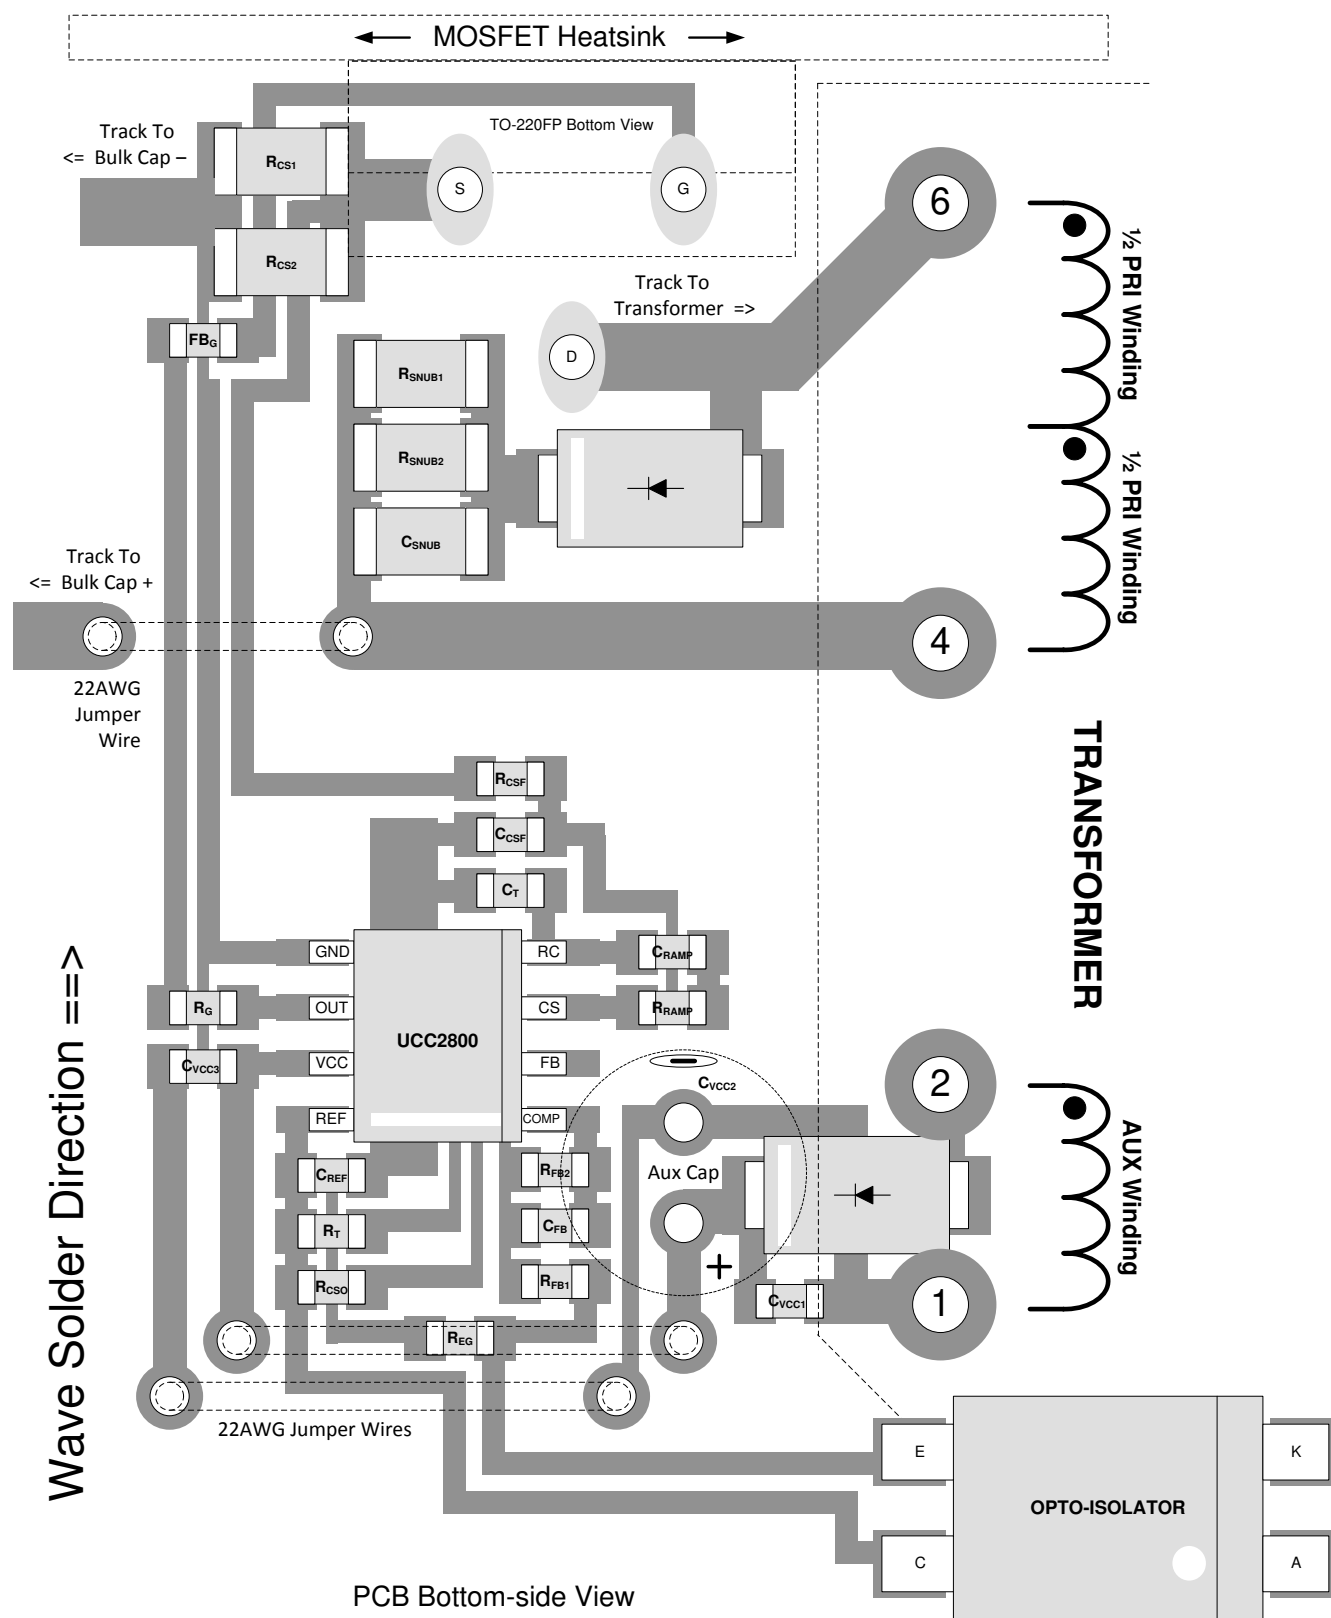 MOSFET Heatsink
Track To
<= Bulk Cap –
TO-220FP Bottom View
RCS1
S
G
6
RCS2
½ PRI Winding
Track To
Transformer =>
FBG
D
RSNUB1
RSNUB2
CSNUB
½ PRI Winding
Track To
<= Bulk Cap +
4
22AWG
Jumper
Wire
TRANSFORMER
RCSF
CCSF
CT
GND
RC
CRAMP
RG
OUT
CS
RRAMP
UCC2800
CVCC3
VCC
FB
CVCC2
2
REF
COMP
CREF
RFB2
Aux Cap
AUX Winding
RT
CFB
RCSO
RFB1
+
CVCC1
1
REG
22AWG Jumper Wires
Wave Solder Direction ==>
E
K
OPTO-ISOLATOR
C
A
PCB Bottom-side View